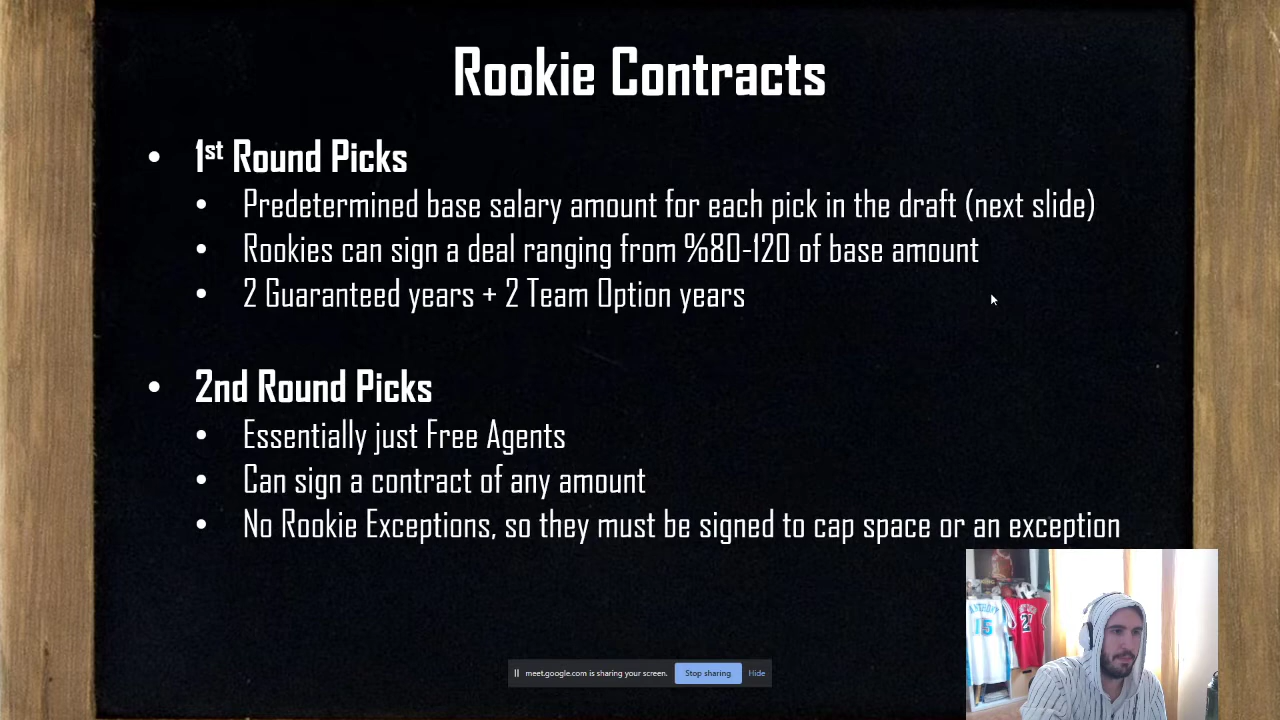 Rookie Contracts
• 1st Round Picks
• Predetermined base salary amount for each pick in the draft (next slide)
• Rookies can sign a deal ranging from %80-120 of base amount
• 2 Guaranteed years + 2 Team Option years
• 2nd Round Picks
• Essentially just Free Agents
• Can sign a contract of any amount
• No Rookie Exceptions, so they must be signed to cap space or an exception
ANTHONY
15
meet.google.com is sharing your screen. Stop sharing Hide